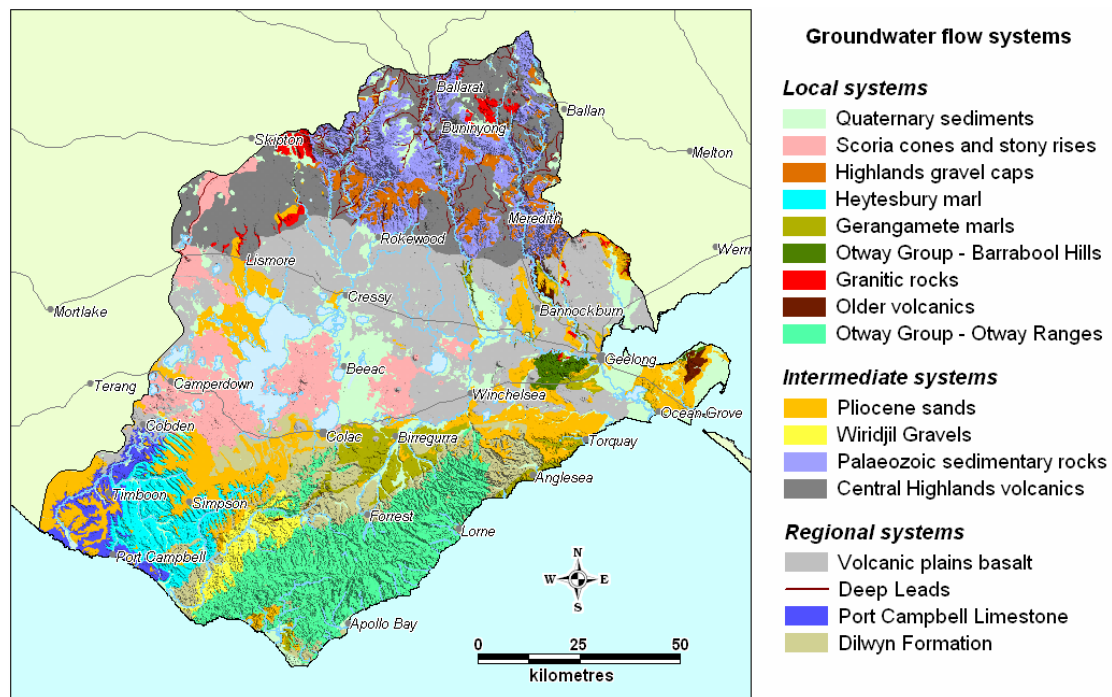 Ballarat
Ballan
Buninyong
Skipton
Melton
Meredith
Rokewood
Wern
Lismore
Cressy
Mortlake
Bannockburn
Geelong
Beeac
Terang
Camperdown
Winchelsea
Ocean Grove
Cobden
Colac
Birregurra
Torquay
Anglesea
Timboon
Simpson
Forrest
Lorne
Port Campbell
Apollo Bay
N
W E
S
0 25 50
kilometres
Groundwater flow systems
Local systems
Quaternary sediments
Scoria cones and stony rises
Highlands gravel caps
Heytesbury marl
Gerangamete marls
Otway Group - Barrabool Hills
Granitic rocks
Older volcanics
Otway Group - Otway Ranges
Intermediate systems
Pliocene sands
Wiridjil Gravels
Palaeozoic sedimentary rocks
Central Highlands volcanics
Regional systems
Volcanic plains basalt
Deep Leads
Port Campbell Limestone
Dilwyn Formation